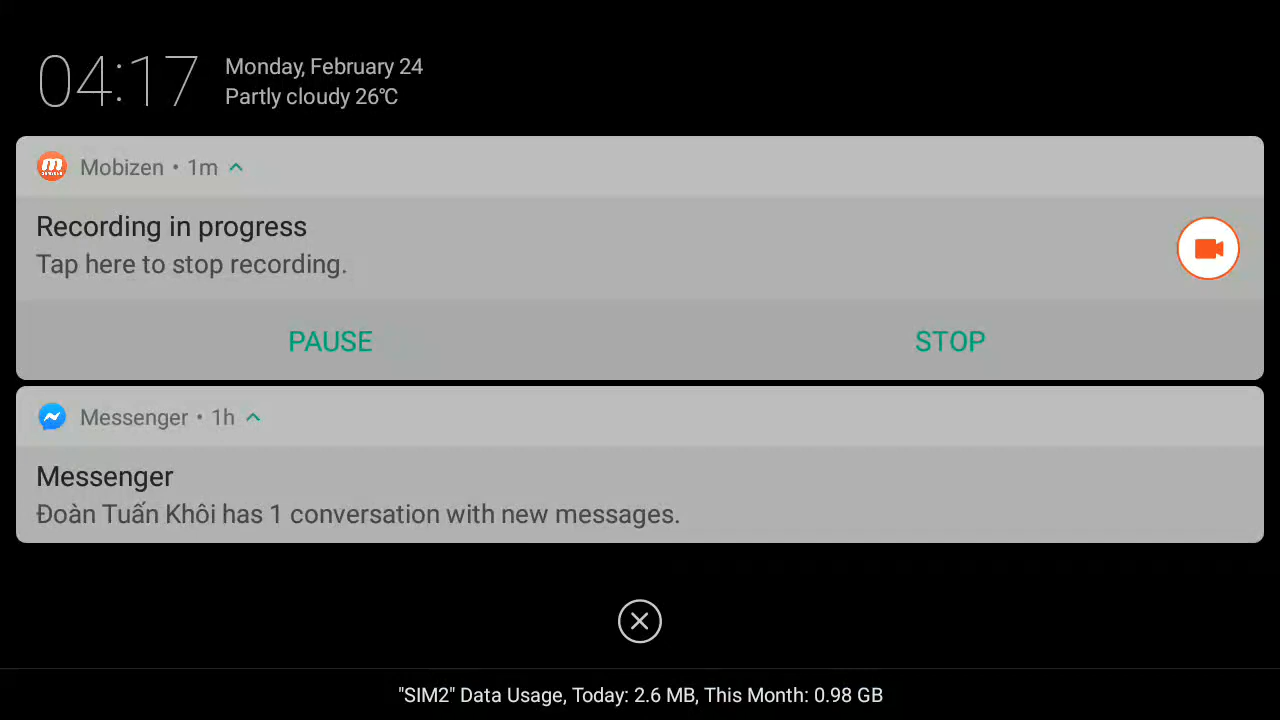 04:17
Monday, February 24
Partly cloudy 26℃
Mobizen • 1m
Recording in progress
Tap here to stop recording.
PAUSE
STOP
Messenger • 1h
Messenger
Đoàn Tuấn Khôi has 1 conversation with new messages.
"SIM2" Data Usage, Today: 2.6 MB, This Month: 0.98 GB